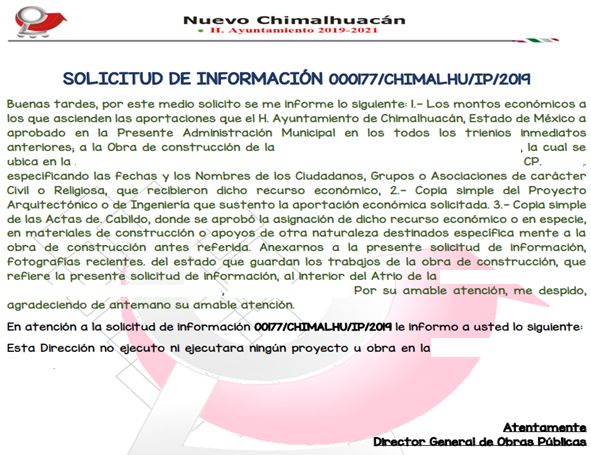 Nuevo Chimalhuacán
H. Ayuntamiento 2019-2021
SOLICITUD DE INFORMACIÓN 000177/CHIMALHU/IP/2019
Buenas tardes, por este medio solicito se me informe lo siguiente: 1.- Los montos económicos a
los que ascienden las aportaciones que el H. Ayuntamiento de Chimalhuacán, Estado de México a
aprobado en la Presente Administración Municipal en los todos los trienios inmediatos
anteriores; a la Obra de construcción de la , la cual se
ubica en la CP. ,
especificando las fechas y los Nombres de los Ciudadanos, Grupos o Asociaciones de carácter
Civil o Religiosa, que recibieron dicho recurso económico, 2.- Copia simple del Proyecto
Arquitectónico o de Ingeniería que sustento la aportación económica solicitada. 3.- Copia simple
de las Actas de. Cabildo, donde se aprobó la asignación de dicho recurso económico o en especie,
en materiales de construcción o apoyos de otra naturaleza destinados específica mente a la
obra de construcción antes referida. Anexarnos a la presente solicitud de información,
fotografías recientes. del estado que guardan los trabajos de la obra de construcción, que
refiere la presente solicitud de información, al interior del Atrio de la
, Por su amable atención, me despido,
agradeciendo de antemano su amable atención.
En atención a la solicitud de información 00177/CHIMALHU/IP/2019 le informo a usted lo siguiente:
Esta Dirección no ejecuto ni ejecutara ningún proyecto u obra en la
.
Atentamente
Director General de Obras Públicas